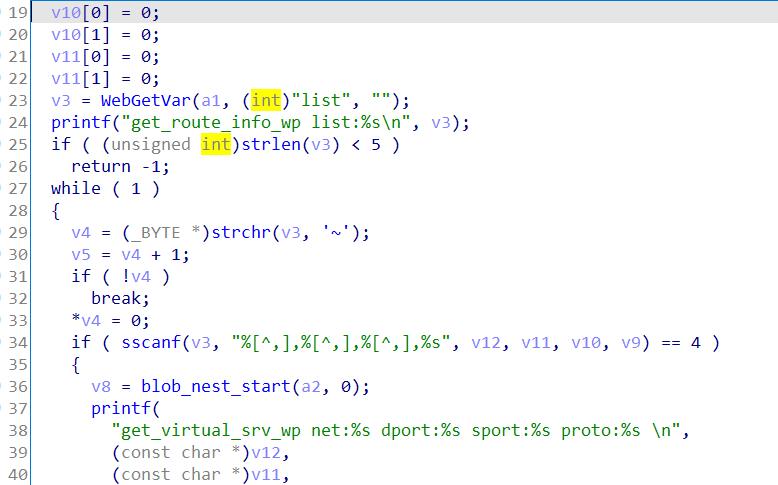 19 v10[0] = 0;
20 v10[1] = 0;
21 v11[0] = 0;
22 v11[1] = 0;
23 v3 = WebGetVar(a1, (int)"list", "");
24 printf("get_route_info_wp list:%s\n", v3);
25 if ( (unsigned int)strlen(v3) < 5 )
26 return -1;
27 while ( 1 )
28 {
29 v4 = (_BYTE *)strchr(v3, '~');
30 v5 = v4 + 1;
31 if ( !v4 )
32 break;
33 *v4 = 0;
34 if ( sscanf(v3, "%[^,],%[^,],%[^,],%s", v12, v11, v10, v9) == 4 )
35 {
36 v8 = blob_nest_start(a2, 0);
37 printf(
38 "get_virtual_srv_wp net:%s dport:%s sport:%s proto:%s \n",
39 (const char *)v12,
40 (const char *)v11,